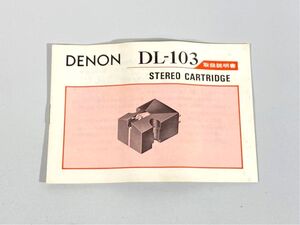 DENON DL-103 取扱説明書
STEREO CARTRIDGE